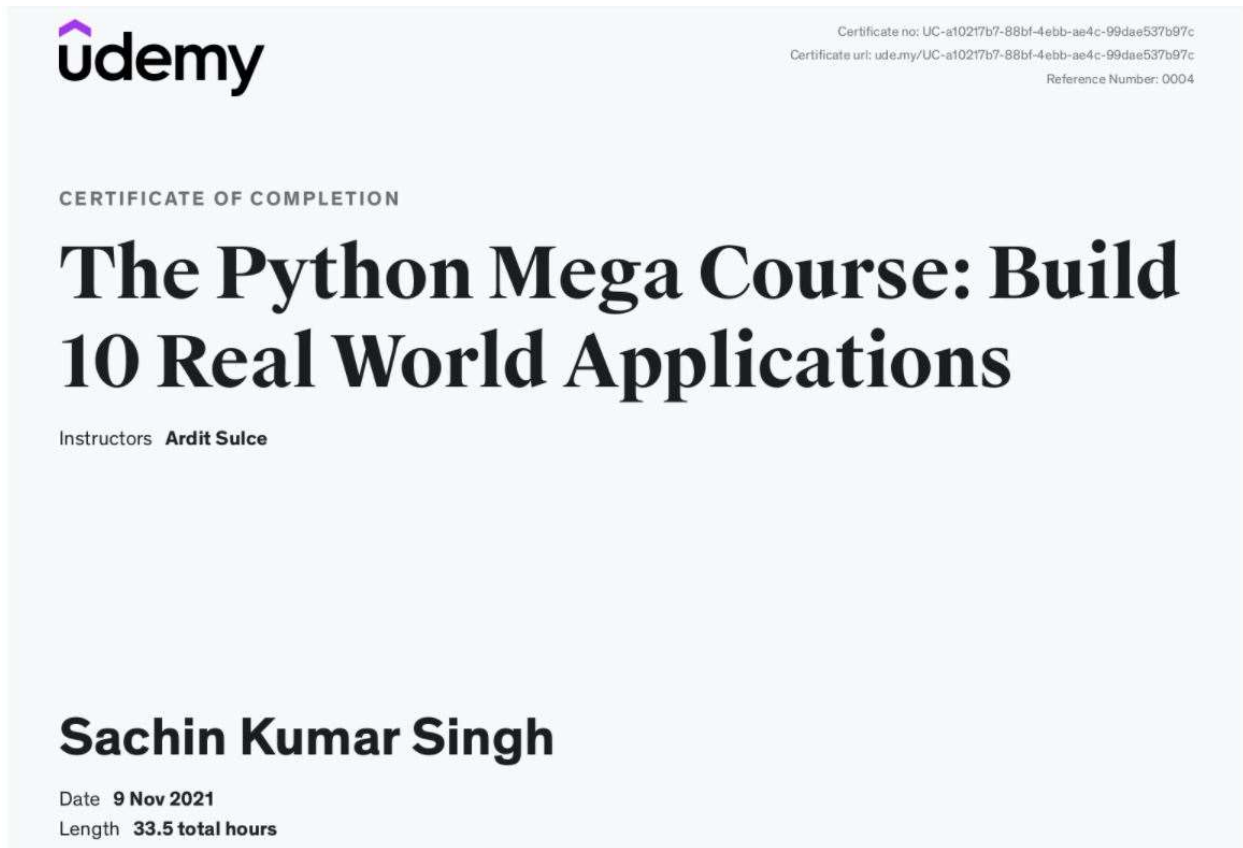 udemy
Certificate no: UC-a10217b7-88bf-4ebb-ae4c-99dae537b97c
Certificate url: ude.my/UC-a10217b7-88bf-4ebb-ae4c-99dae537b97c
Reference Number: 0004
CERTIFICATE OF COMPLETION
The Python Mega Course: Build
10 Real World Applications
Instructors Ardit Sulce
Sachin Kumar Singh
Date 9 Nov 2021
Length 33.5 total hours